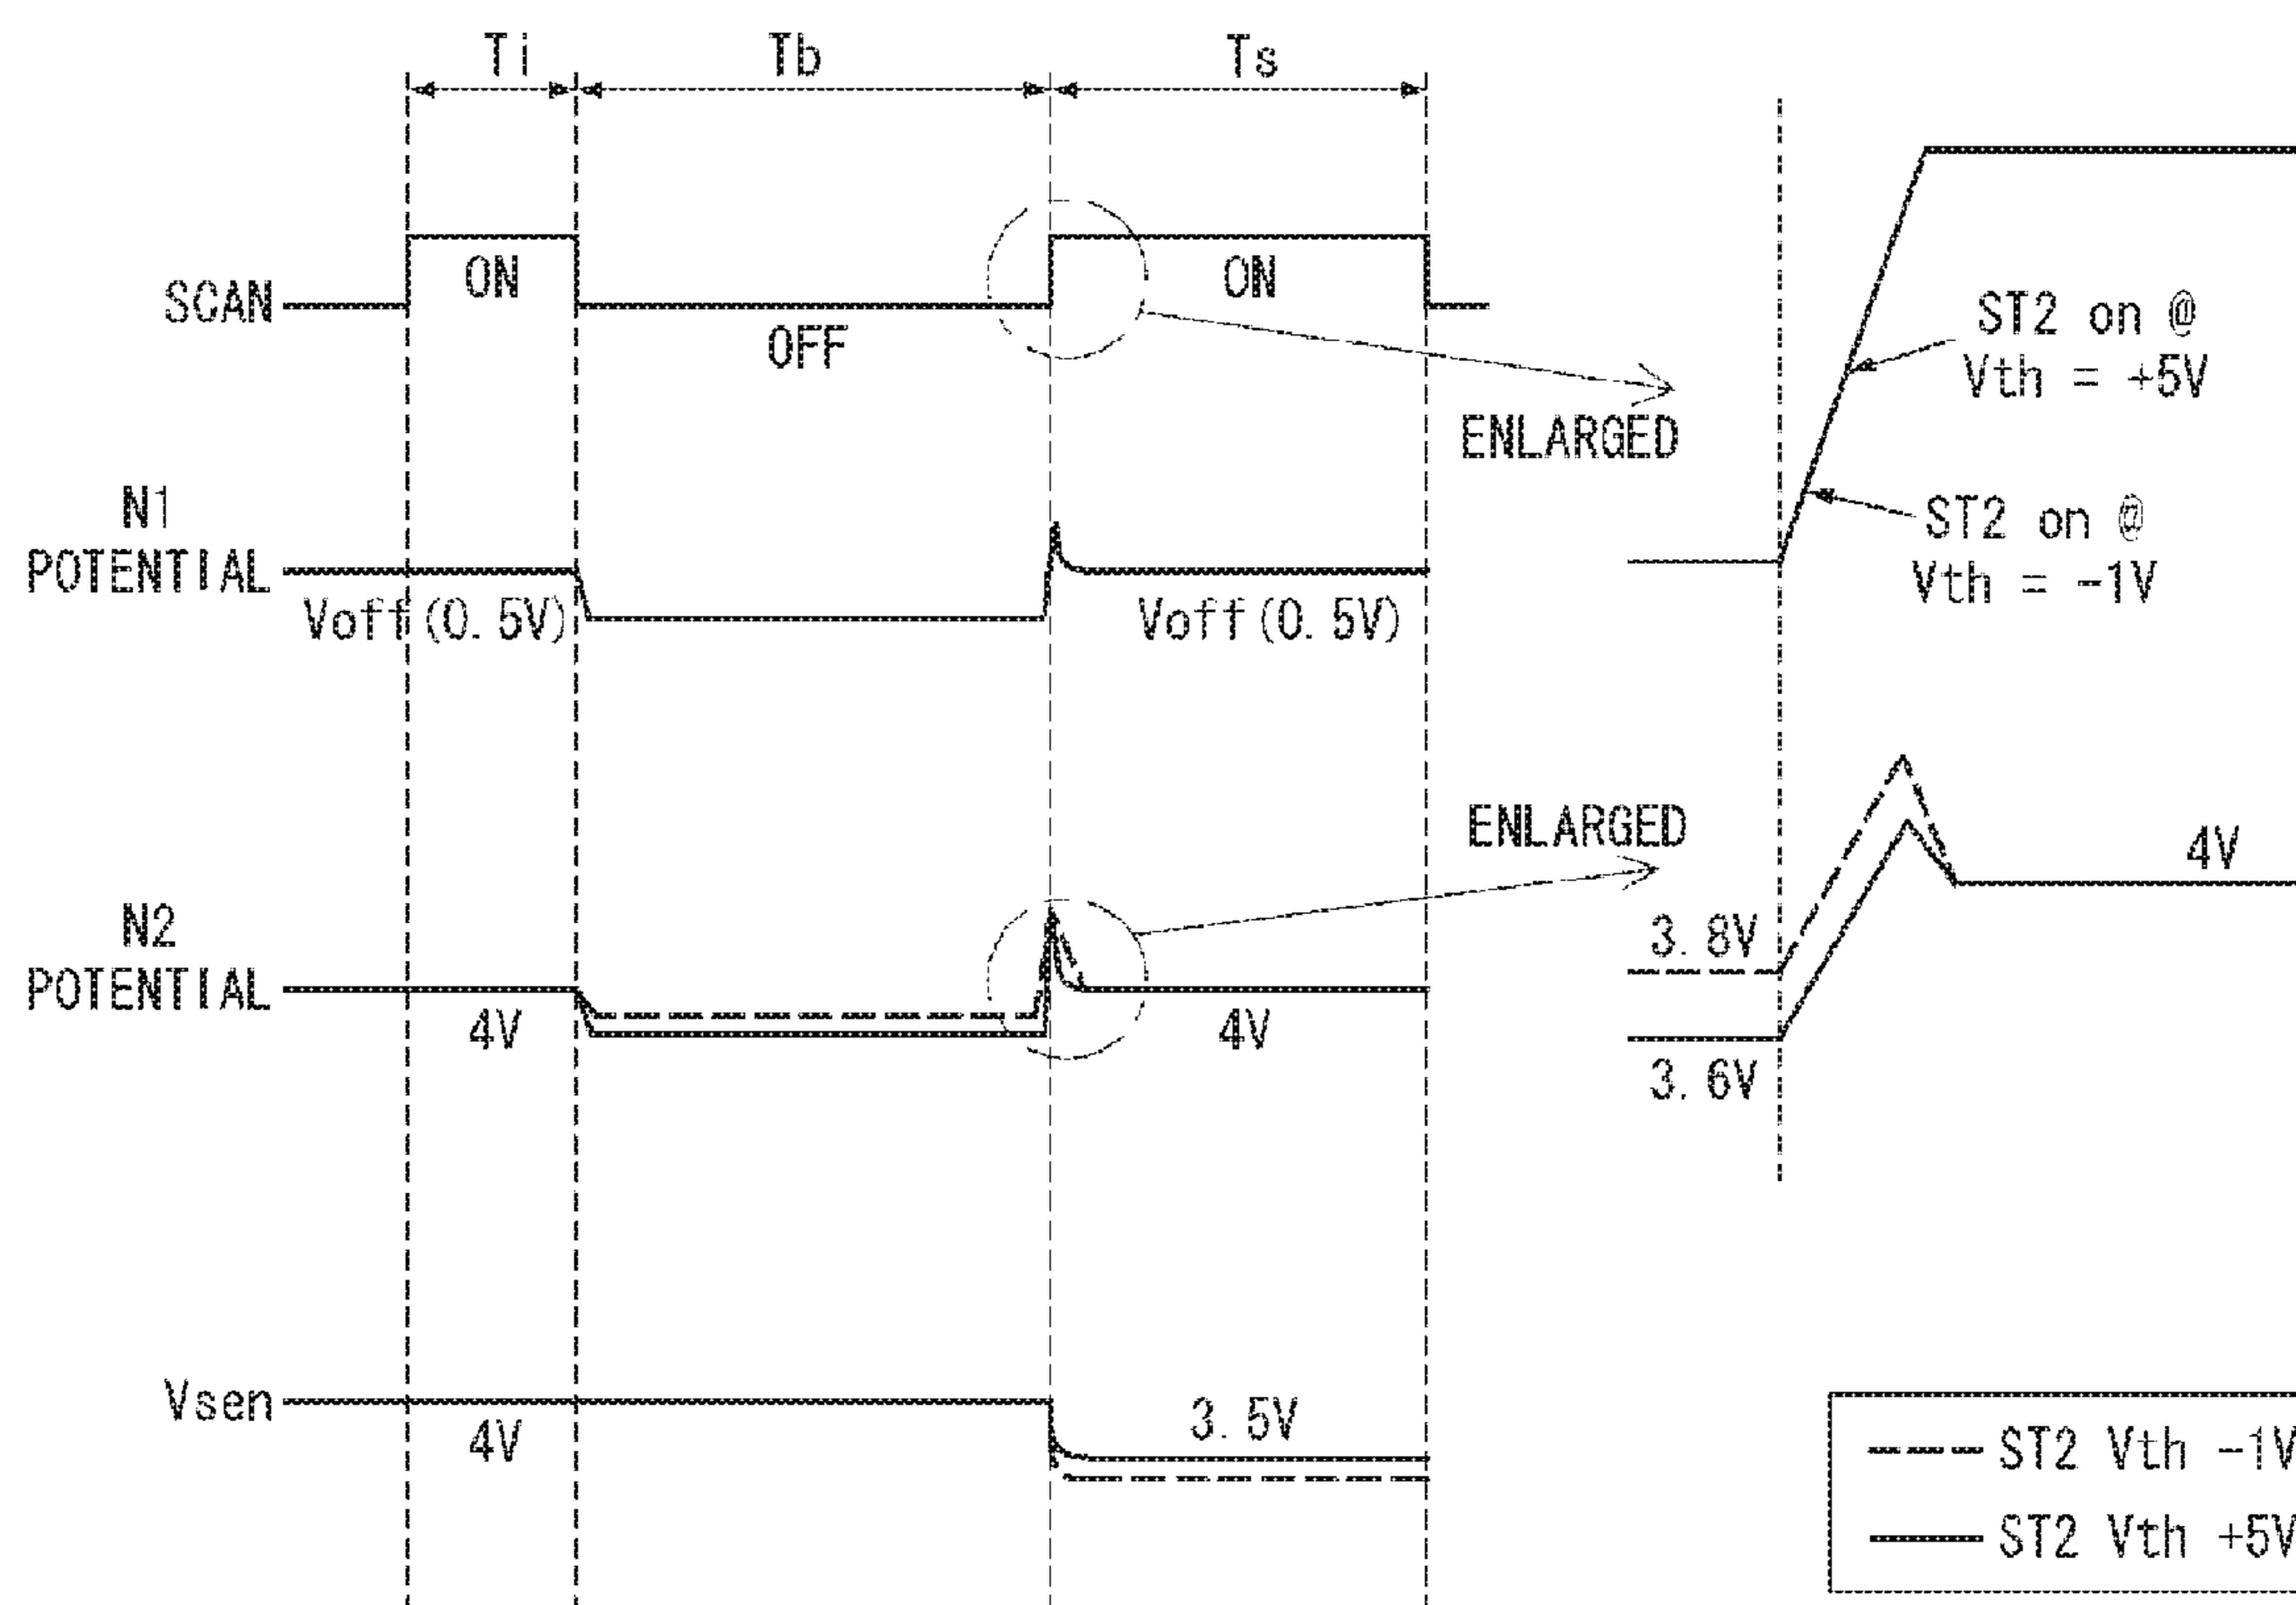 Ti
Tb
Ts
SCAN
ON
OFF
ON
ENLARGED
ST2 on @
Vth = +5V
ST2 on @
Vth = -1V
N1
POTENTIAL
Voff(0. 5V)
Voff(0. 5V)
ENLARGED
N2
POTENTIAL
4V
4V
3. 8V
3. 6V
4V
Vsen
4V
3. 5V
ST2 Vth -1V
ST2 Vth +5V